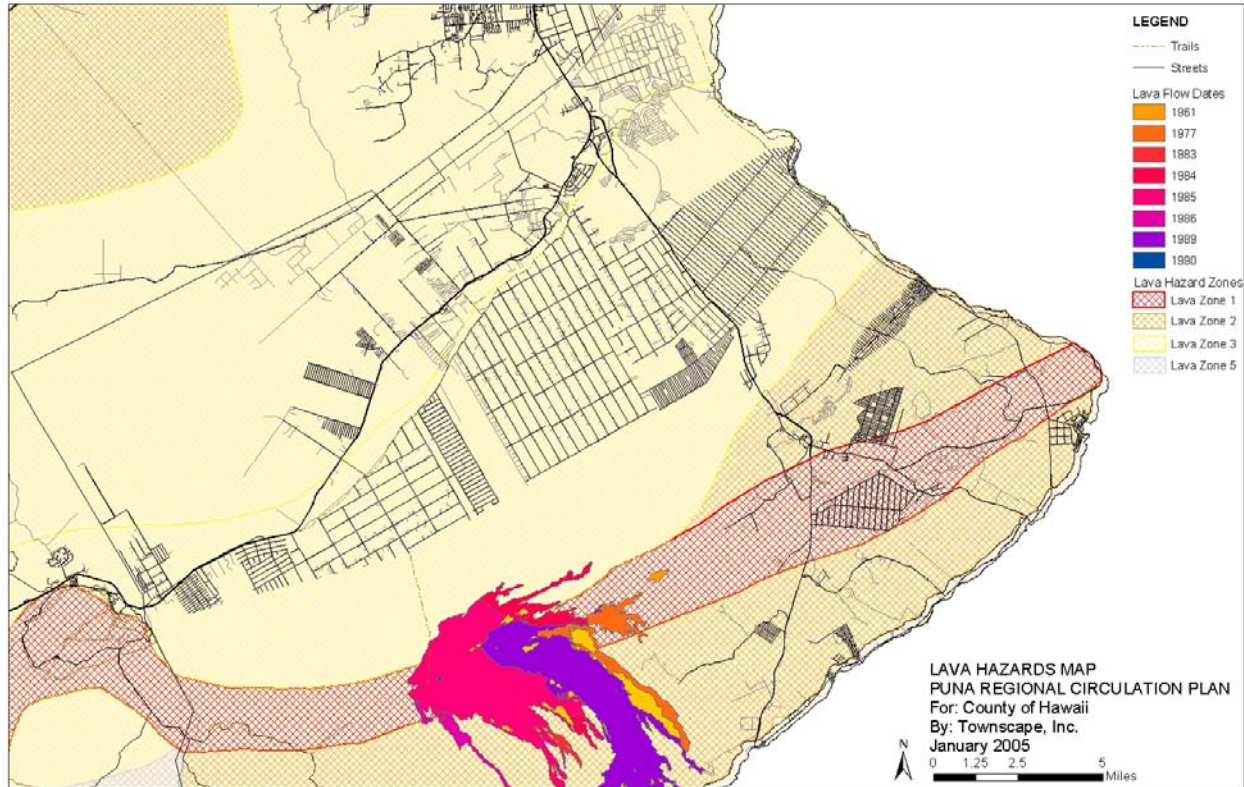 LEGEND
Trails
Streets
Lava Flow Dates
1961
1977
1983
1984
1985
1986
1989
1990
Lava Hazard Zones
Lava Zone 1
Lava Zone 2
Lava Zone 3
Lava Zone 5
LAVA HAZARDS MAP
PUNA REGIONAL CIRCULATION PLAN
For: County of Hawaii
By: Townscape, Inc.
January 2005
N
0 1.25 2.5 5
Miles